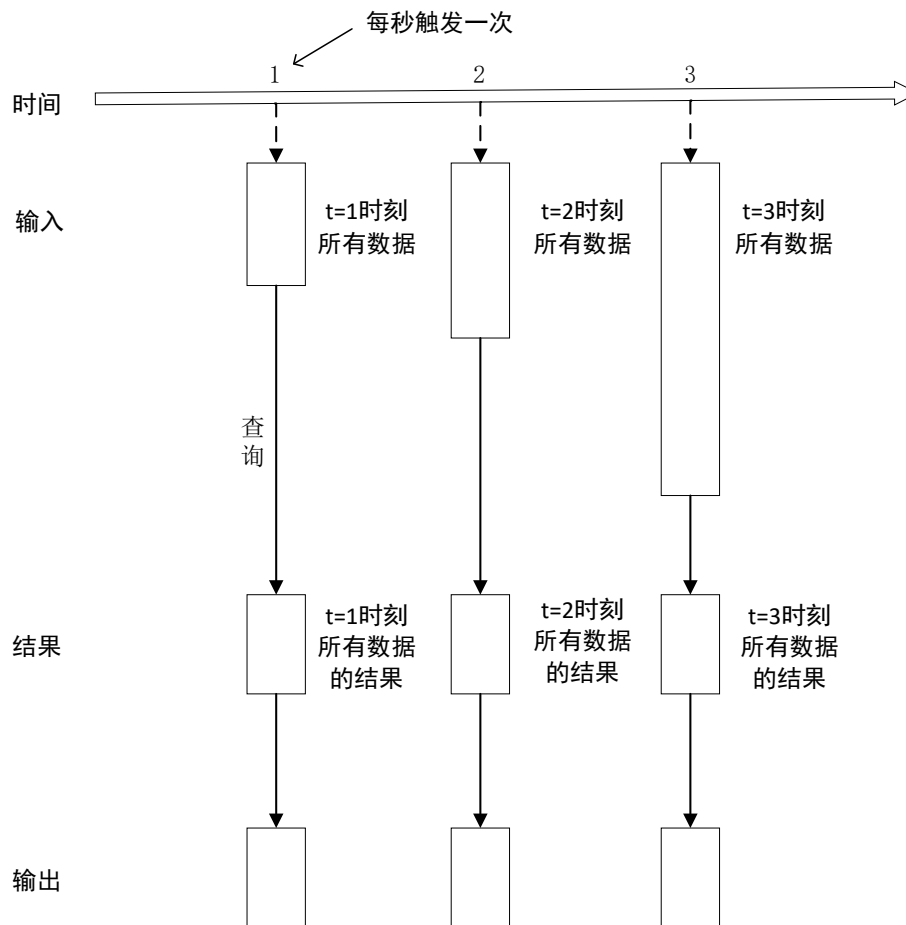 每秒触发一次
1
2
3
时间
输入
t=1时刻
所有数据
t=2时刻
所有数据
t=3时刻
所有数据
查
询
结果
t=1时刻
所有数据
的结果
t=2时刻
所有数据
的结果
t=3时刻
所有数据
的结果
输出